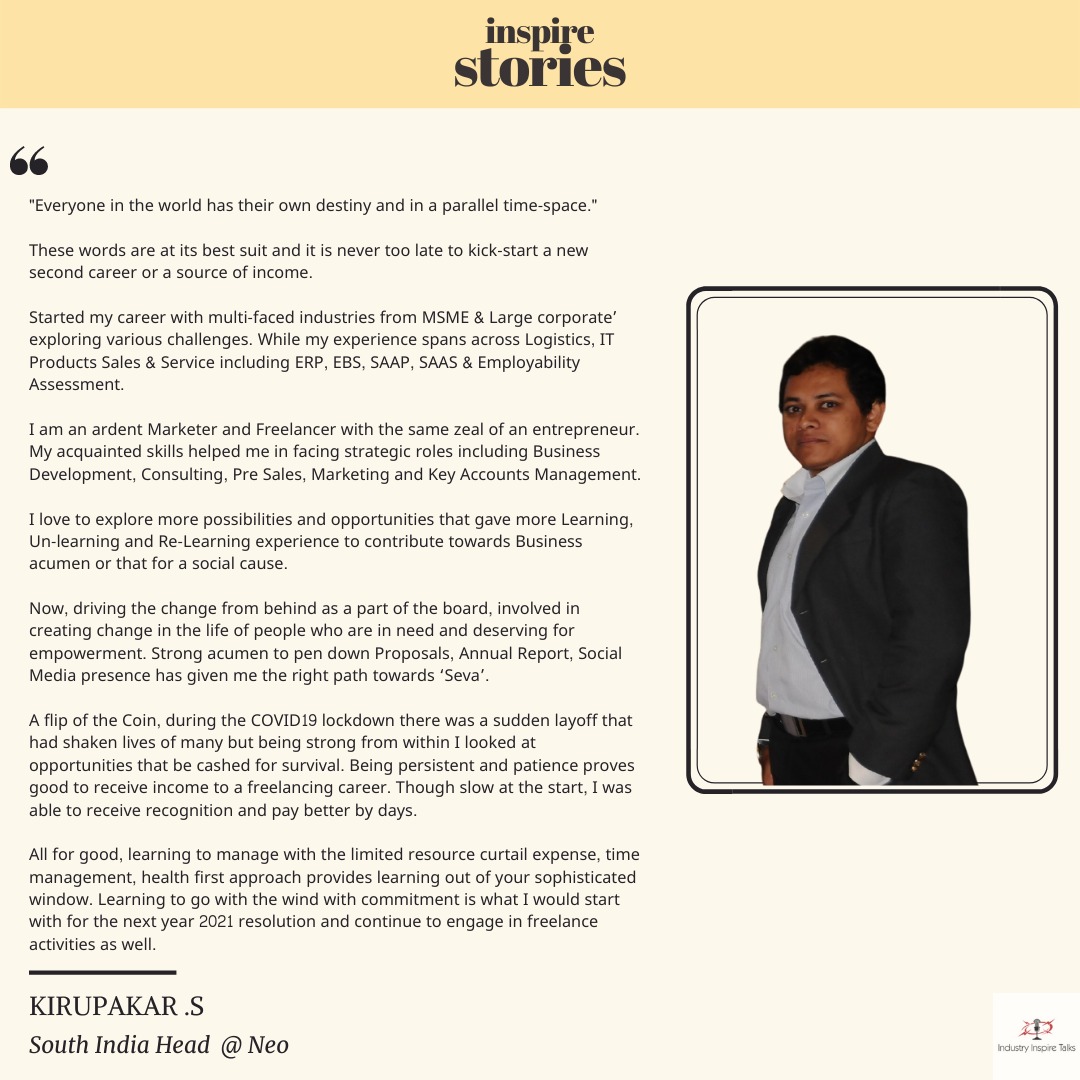 inspire
stories
“
"Everyone in the world has their own destiny and in a parallel time-space."
These words are at its best suit and it is never too late to kick-start a new
second career or a source of income.
Started my career with multi-faced industries from MSME & Large corporate’
exploring various challenges. While my experience spans across Logistics, IT
Products Sales & Service including ERP, EBS, SAAP, SAAS & Employability
Assessment.
I am an ardent Marketer and Freelancer with the same zeal of an entrepreneur.
My acquainted skills helped me in facing strategic roles including Business
Development, Consulting, Pre Sales, Marketing and Key Accounts Management.
I love to explore more possibilities and opportunities that gave more Learning,
Un-learning and Re-Learning experience to contribute towards Business
acumen or that for a social cause.
Now, driving the change from behind as a part of the board, involved in
creating change in the life of people who are in need and deserving for
empowerment. Strong acumen to pen down Proposals, Annual Report, Social
Media presence has given me the right path towards ‘Seva’.
A flip of the Coin, during the COVID19 lockdown there was a sudden layoff that
had shaken lives of many but being strong from within I looked at
opportunities that be cashed for survival. Being persistent and patience proves
good to receive income to a freelancing career. Though slow at the start, I was
able to receive recognition and pay better by days.
All for good, learning to manage with the limited resource curtail expense, time
management, health first approach provides learning out of your sophisticated
window. Learning to go with the wind with commitment is what I would start
with for the next year 2021 resolution and continue to engage in freelance
activities as well.
KIRUPAKAR .S
South India Head @ Neo
Industry Inspire Talks